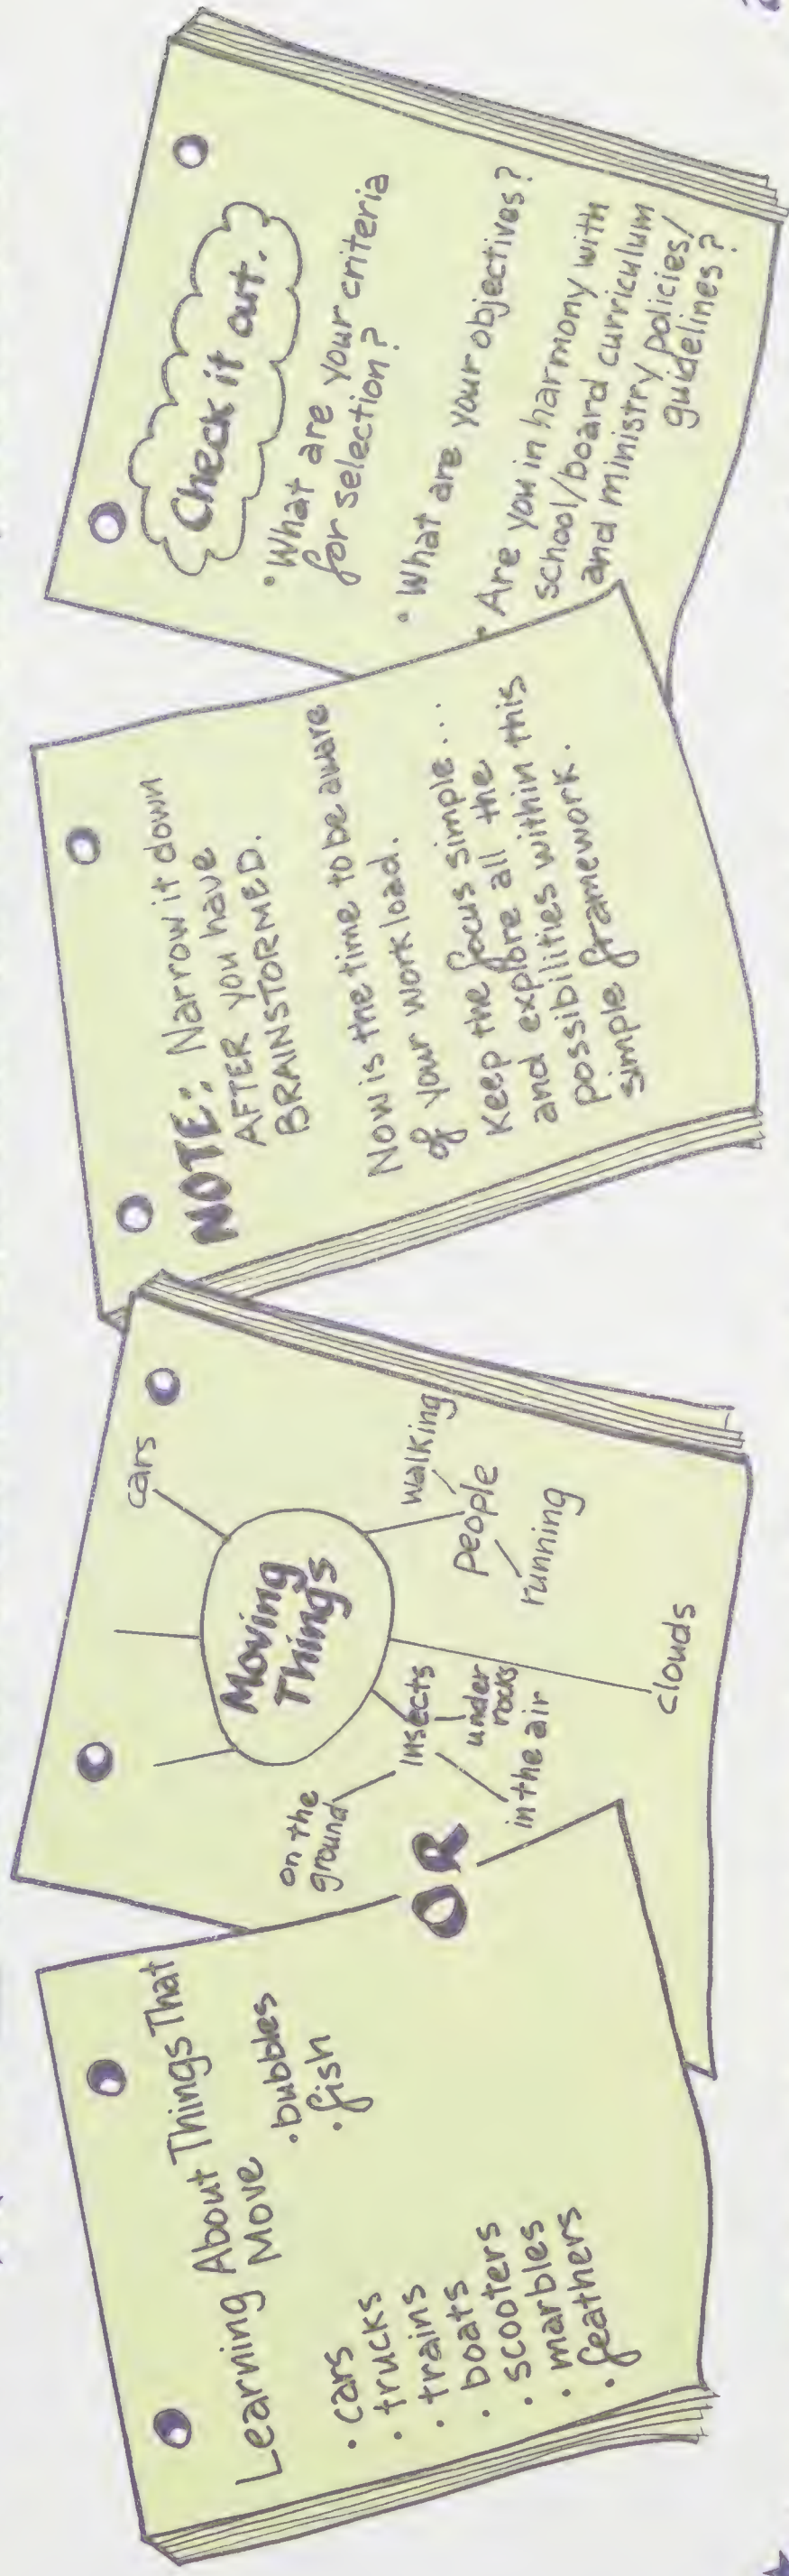 Learning About Things That
Move
• cars
• trucks
• trains
• boats
• scooters
• marbles
• feathers
• bubbles
• fish
OR
Moving
Things
cars
people
walking
running
clouds
insects
on the
ground
under
rocks
in the air
NOTE: Narrow it down
AFTER you have
BRAINSTORMED.
Now is the time to be aware
of your workload.
Keep the focus simple...
and explore all the
possibilities within this
simple framework.
Check it out.
• What are your criteria
for selection?
• What are your objectives?
• Are you in harmony with
school/board curriculum
and ministry policies/
guidelines?